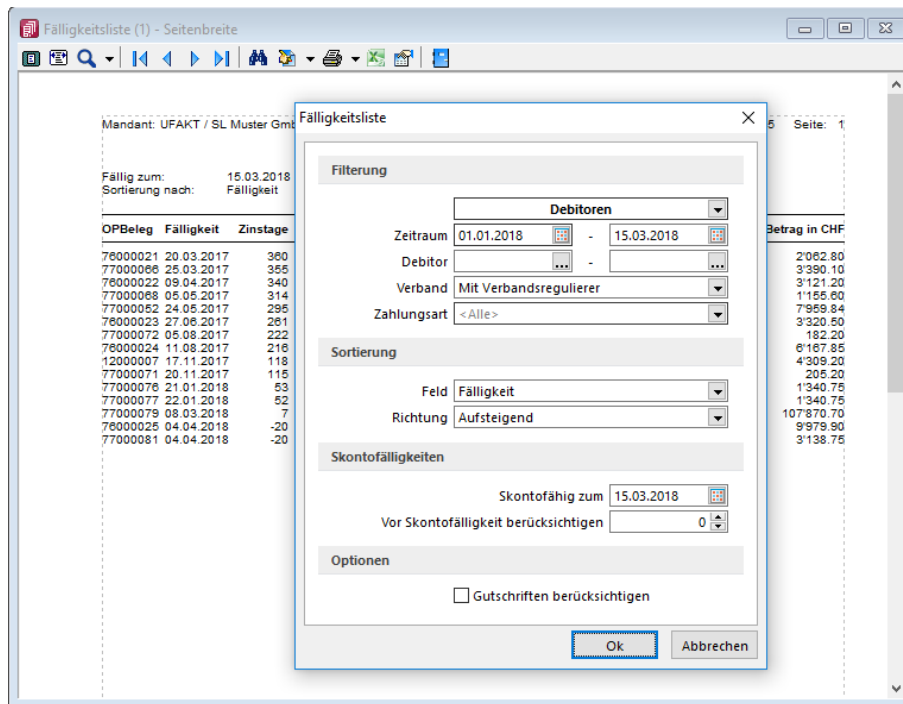 Fälligkeitsliste (1) - Seitenbreite
Mandant: UFAKT / SL Muster Gmb
5 Seite: 1
Fällig zum: 15.03.2018
Sortierung nach: Fälligkeit
OPBeleg Fälligkeit Zinstage Betrag in CHF
76000021 20.03.2017 360 2'062.80
77000066 25.03.2017 355 3'390.10
76000022 09.04.2017 340 3'121.20
77000068 05.05.2017 314 1'155.60
77000052 24.05.2017 295 7'959.84
76000023 27.06.2017 261 3'320.50
77000072 05.08.2017 222 182.20
76000024 11.08.2017 216 6'167.85
12000007 17.11.2017 118 4'309.20
77000071 20.11.2017 115 205.20
77000076 21.01.2018 53 1'340.75
77000077 22.01.2018 52 1'340.75
77000079 08.03.2018 7 107'870.70
76000025 04.04.2018 -20 9'979.90
77000081 04.04.2018 -20 3'138.75
Fälligkeitsliste
Filterung
Debitoren
Zeitraum 01.01.2018 - 15.03.2018
Debitor ... - ...
Verband Mit Verbandsregulierer
Zahlungsart <Alle>
Sortierung
Feld Fälligkeit
Richtung Aufsteigend
Skontofälligkeiten
Skontofähig zum 15.03.2018
Vor Skontofälligkeit berücksichtigen 0
Optionen
Gutschriften berücksichtigen
Ok Abbrechen